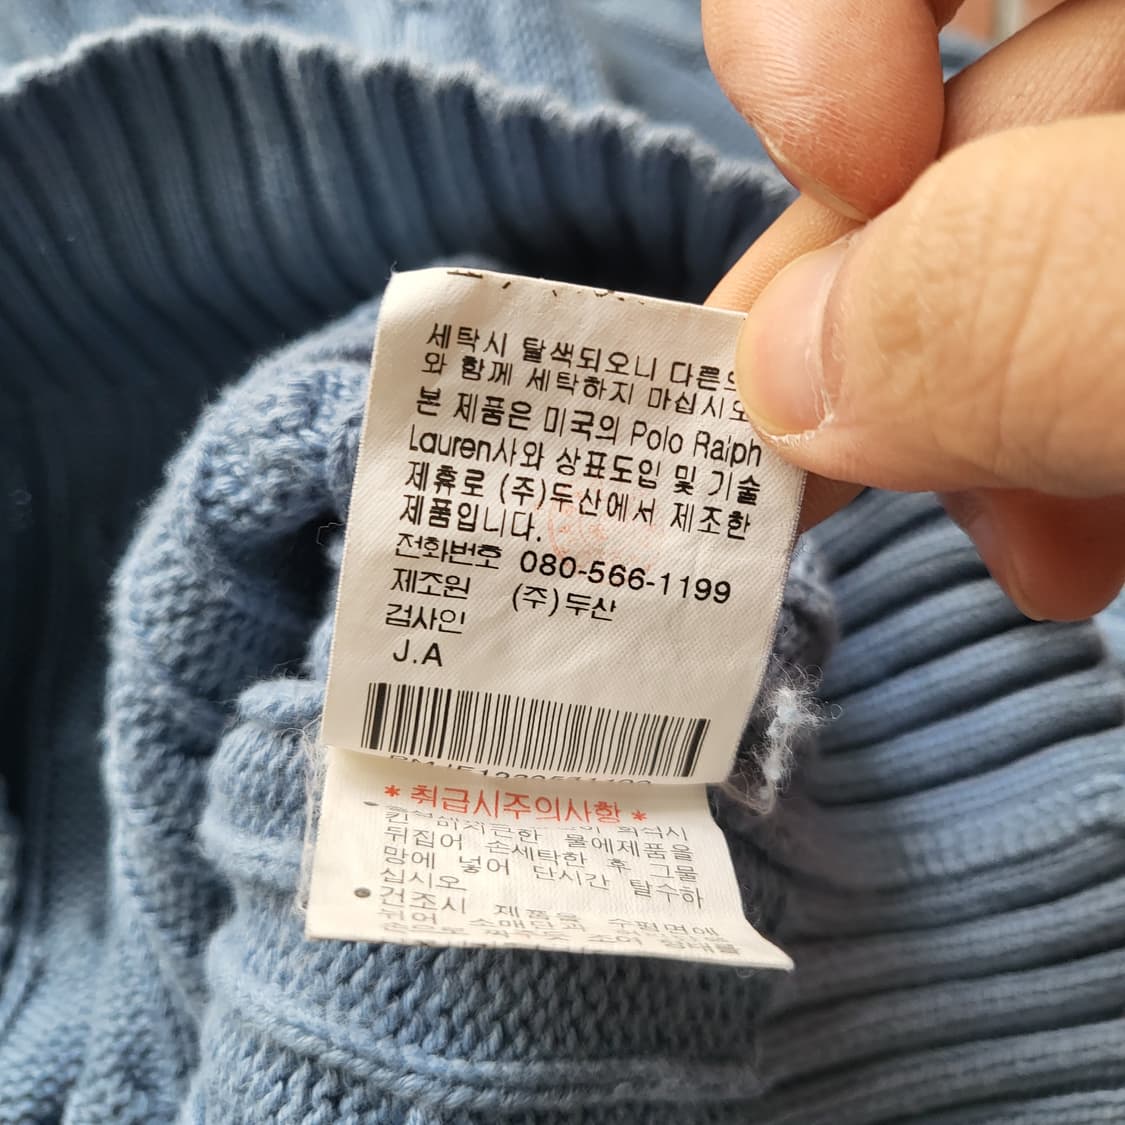 세탁시 탈색되오니 다른
와 함께 세탁하지 마십시오
본 제품은 미국의 Polo Ralph
Lauren사와 상표도입 및 기술
제휴로 (주)두산에서 제조한
제품입니다.
전화번호 080-566-1199
제조원 (주)두산
검사인
J.A
* 취급시주의사항 *
뒤집어 손세탁한 후 그물
망에 넣어 단시간 탈수하
십시오
● 건조시 제품을 수평면에